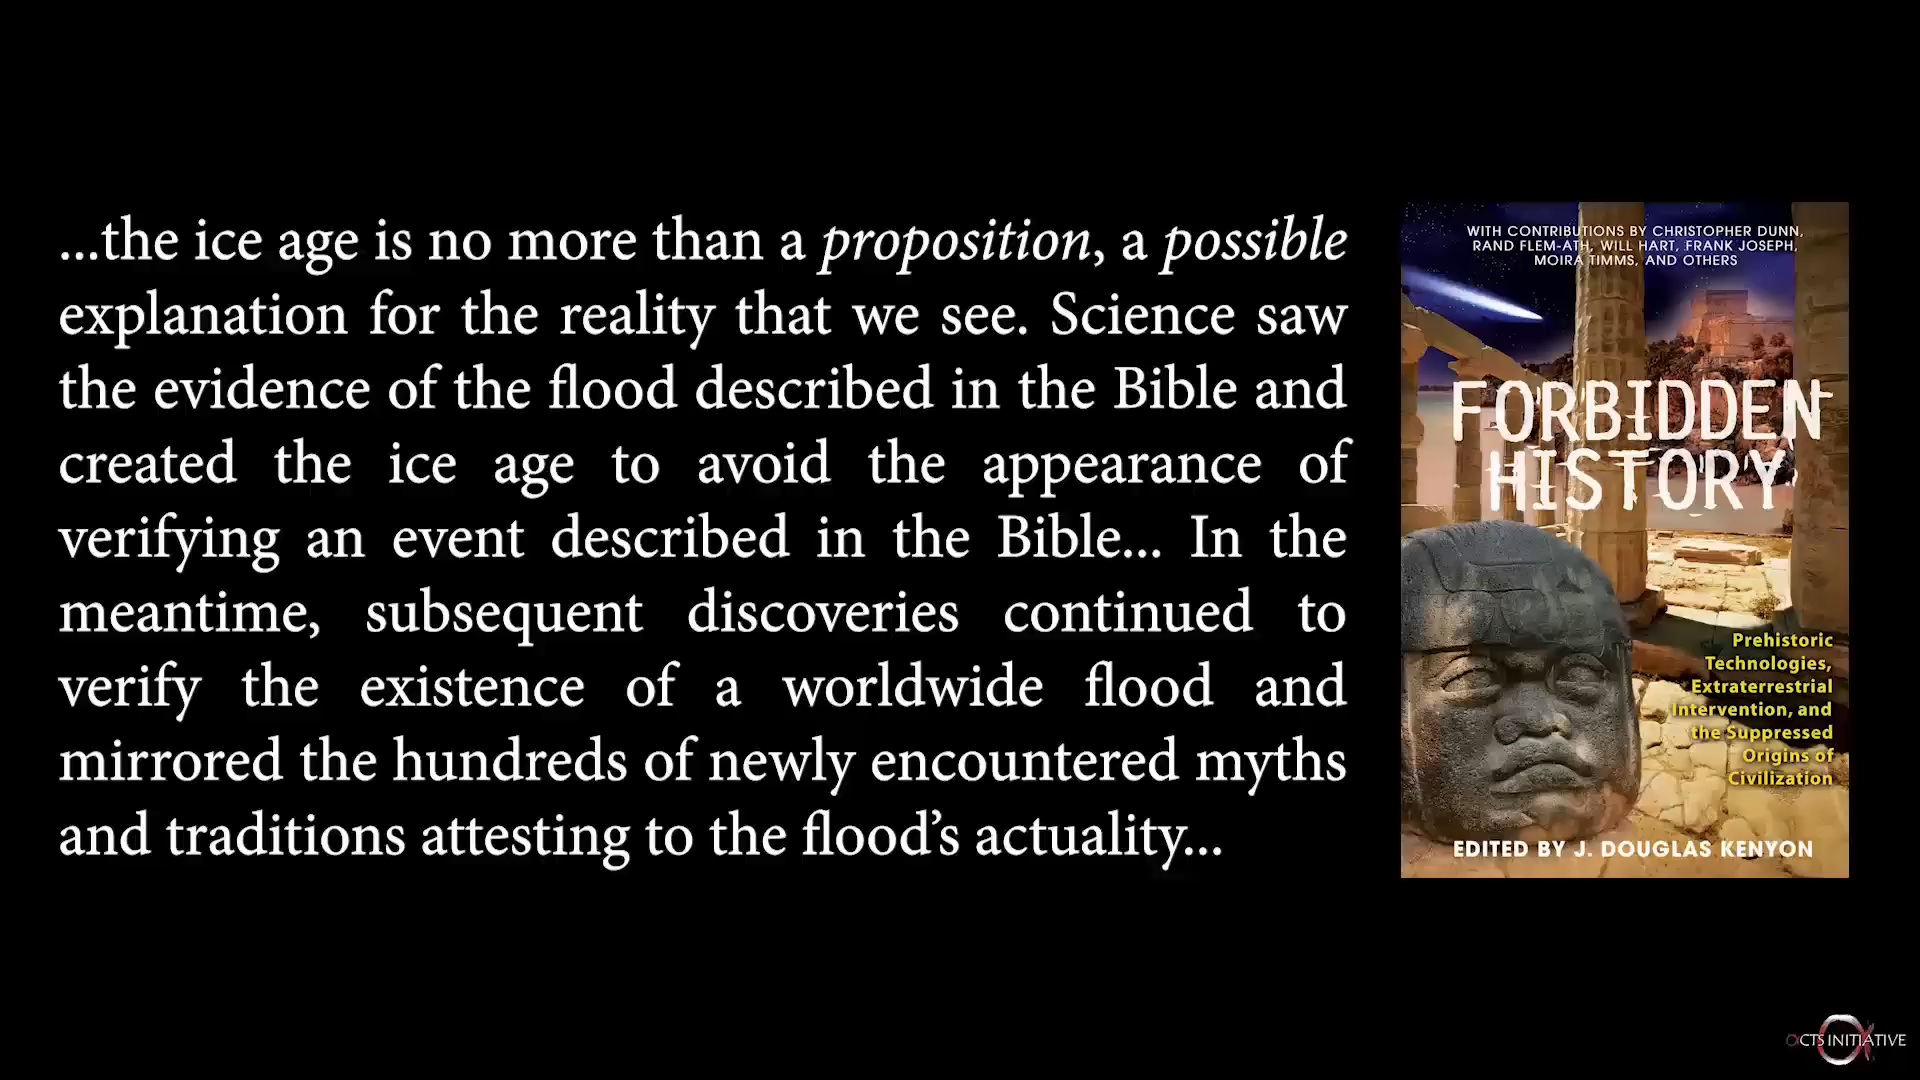 ...the ice age is no more than a proposition, a possible
explanation for the reality that we see. Science saw
the evidence of the flood described in the Bible and
created the ice age to avoid the appearance of
verifying an event described in the Bible... In the
meantime, subsequent discoveries continued to
verify the existence of a worldwide flood and
mirrored the hundreds of newly encountered myths
and traditions attesting to the flood's actuality...
WITH CONTRIBUTIONS BY CHRISTOPHER DUNN,
RAND FLEM-ATH, WILL HART, FRANK JOSEPH,
MOIRA TIMMS, AND OTHERS
FORBIDDEN
HISTORY
Prehistoric
Technologies,
Extraterrestrial
Intervention, and
the Suppressed
Origins of
Civilization
EDITED BY J. DOUGLAS KENYON
OCTS INITIATIVE